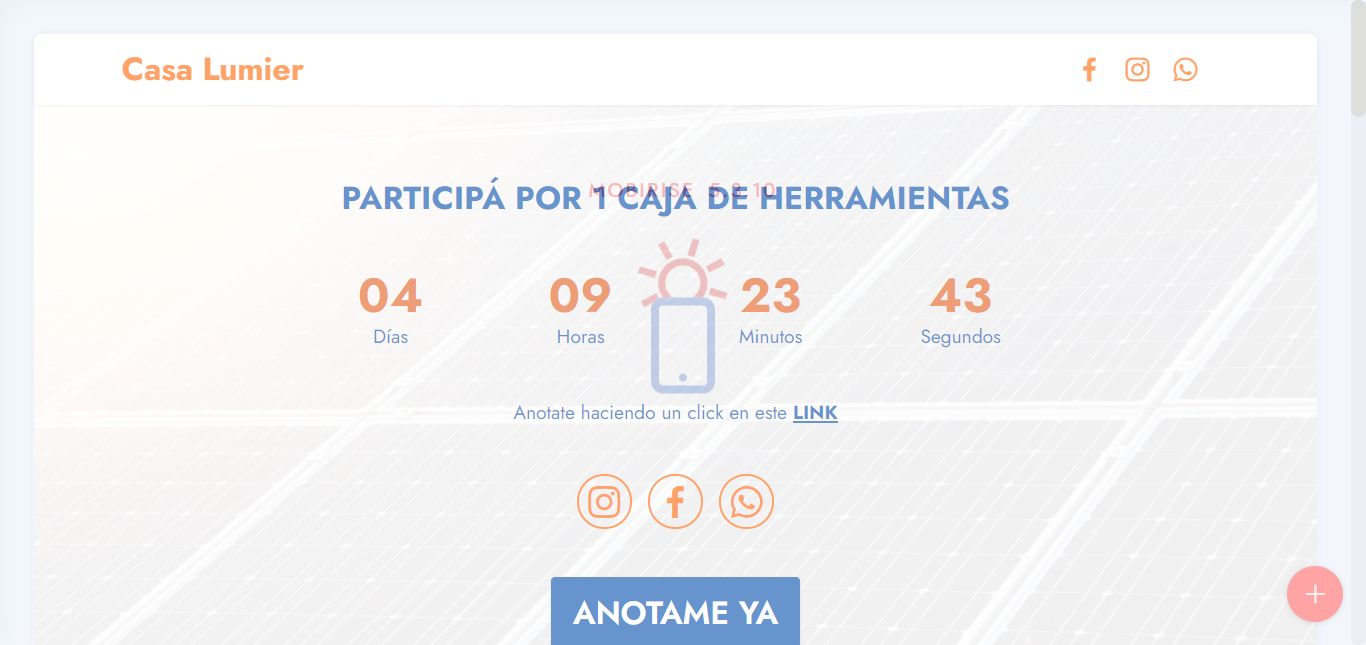 Casa Lumier
MOBIRISE 5.8.10
PARTICIPÁ POR 1 CAJA DE HERRAMIENTAS
04 09 23 43
Días Horas Minutos Segundos
Anotate haciendo un click en este LINK
ANOTAME YA